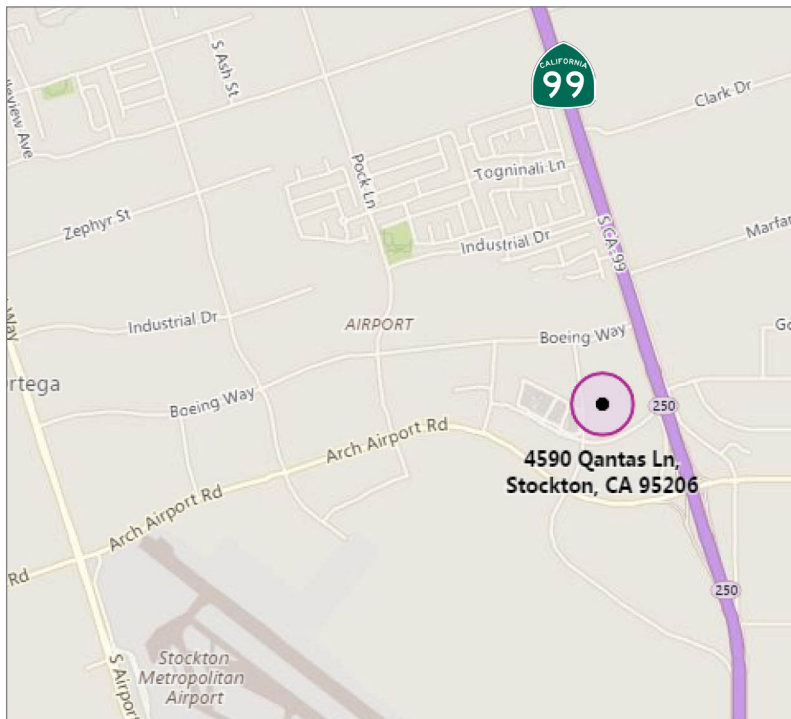 S Ash St
CALIFORNIA
99
Clark Dr
Pock Ln
Togninali Ln
Zephyr St
Industrial Dr
S CA-99
Industrial Dr
AIRPORT
Boeing Way
Way
Boeing Way
250
Arch Airport Rd
4590 Qantas Ln,
Stockton, CA 95206
Arch Airport Rd
Rd
250
Stockton
Metropolitan
Airport